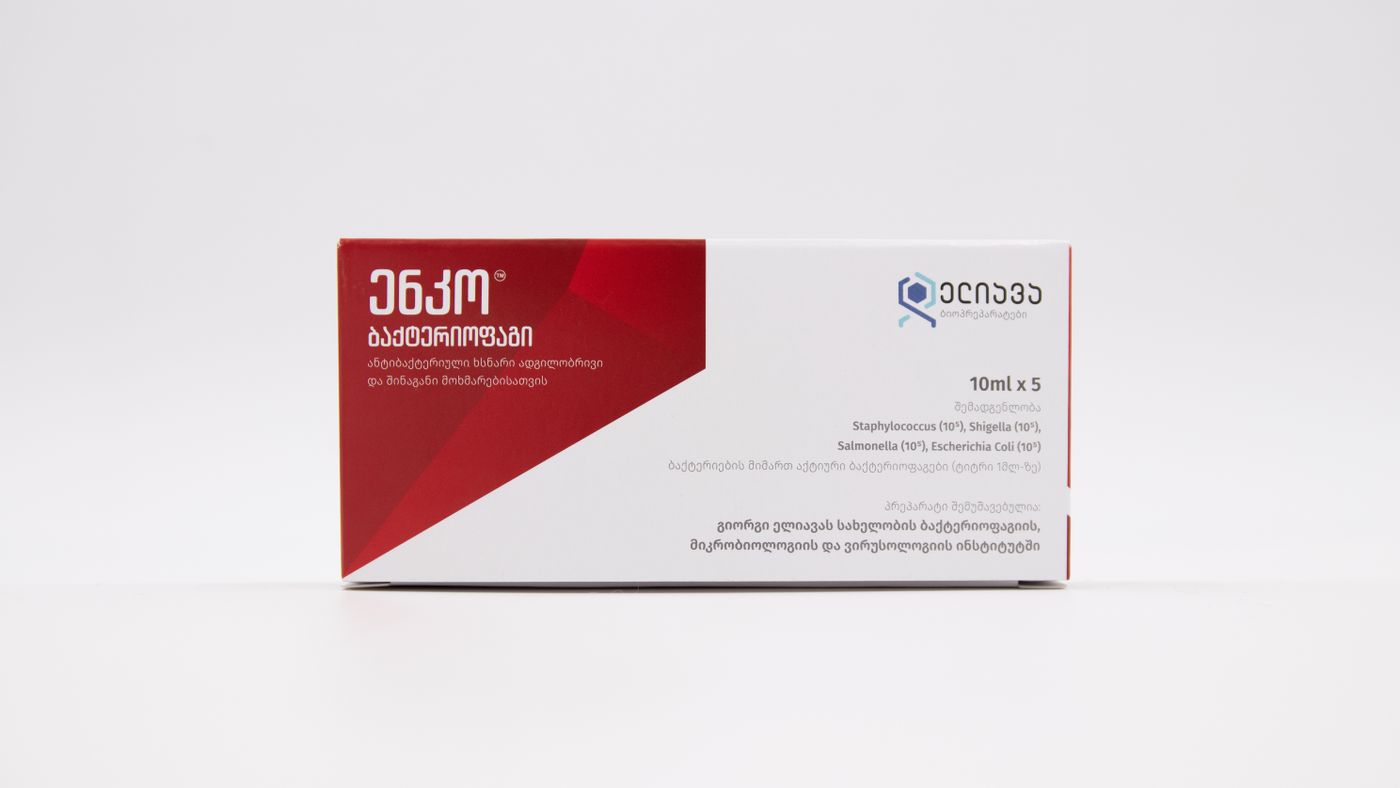 ენკო™
ბაქტერიოფაგი
ანტიბაქტერიული ხსნარი ადგილობრივი
და შინაგანი მოხმარებისათვის
ელიავა
ბიოპრეპარატები
10ml x 5
შემადგენლობა
Staphylococcus (10⁵), Shigella (10⁵),
Salmonella (10⁵), Escherichia Coli (10⁵)
ბაქტერიების მიმართ აქტიური ბაქტერიოფაგები (ტიტრი 1მლ-ზე)
პრეპარატი შემუშავებულია:
გიორგი ელიავას სახელობის ბაქტერიოფაგიის,
მიკრობიოლოგიის და ვირუსოლოგიის ინსტიტუტში